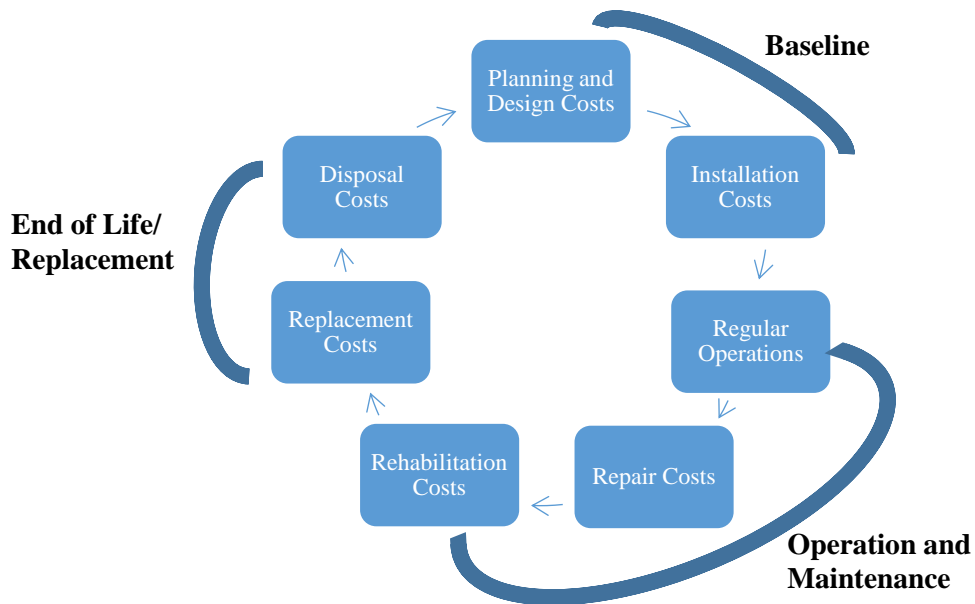 Baseline
Planning and
Design Costs
Installation
Costs
Regular
Operations
Repair Costs
Rehabilitation
Costs
Replacement
Costs
Disposal
Costs
End of Life/
Replacement
Operation and
Maintenance